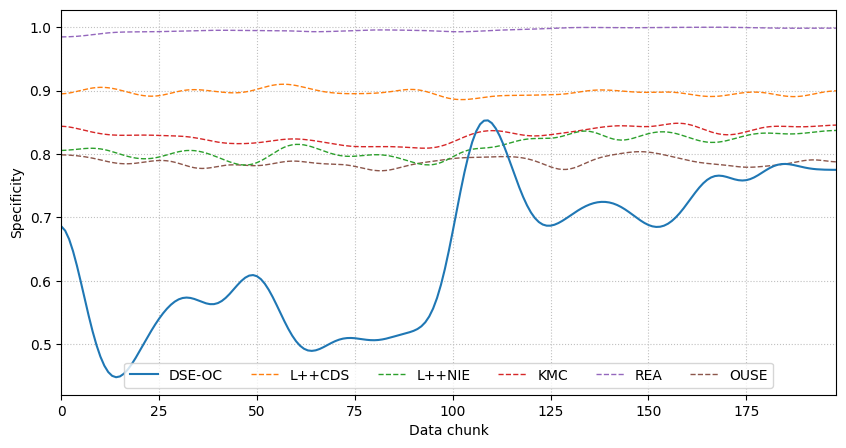 1.0
0.9
0.8
0.7
0.6
0.5
Specificity
DSE-OC L++CDS L++NIE KMC REA OUSE
0 25 50 75 100 125 150 175
Data chunk